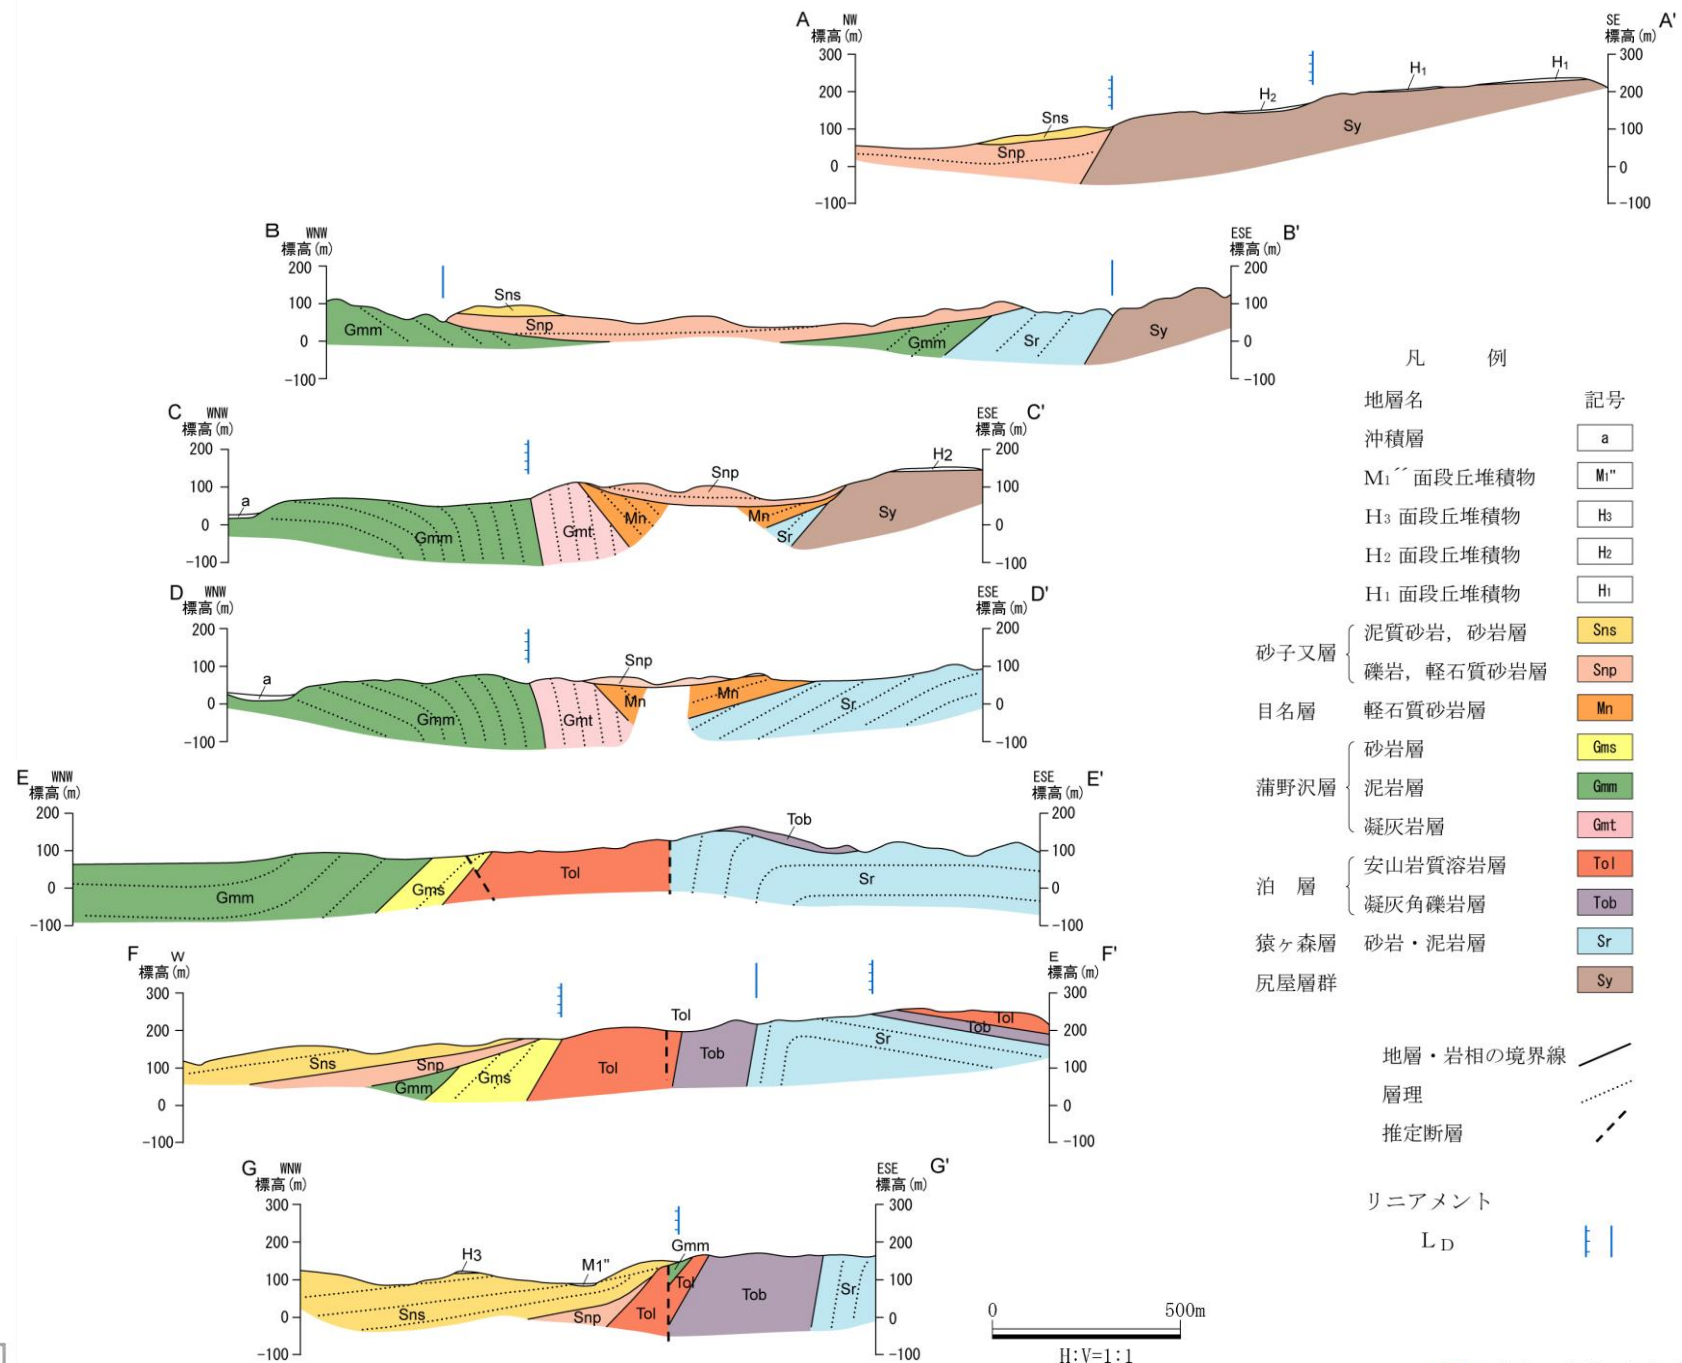 A NW SE A'
標高(m) 標高(m)
300 300
200 200
100 100
0 0
-100 -100
H1
H1
H2
Sns
Snp
Sy
B WNW ESE B'
標高(m) 標高(m)
200 200
100 100
0 0
-100 -100
Sns
Snp
Gmm
Gmm
Sr
Sy
C WNW ESE C'
標高(m) 標高(m)
200 200
100 100
0 0
-100 -100
a
Gmm
Gmt
Mn
Snp
Mn
Sr
Sy
H2
D WNW ESE D'
標高(m) 標高(m)
200 200
100 100
0 0
-100 -100
a
Gmm
Gmt
Mn
Snp
Mn
Sr
E WNW ESE E'
標高(m) 標高(m)
200 200
100 100
0 0
-100 -100
Gmm
Gms
Tol
Tob
Sr
F W E F'
標高(m) 標高(m)
300 300
200 200
100 100
0 0
-100 -100
Sns
Snp
Gmm
Gms
Tol
Tol
Tob
Sr
Tob
Tol
G WNW ESE G'
標高(m) 標高(m)
300 300
200 200
100 100
0 0
-100 -100
H3
M1"
Gmm
Sns
Snp
Tol
Tol
Tob
Sr
凡 例
地層名 記号
沖積層 a
M1´´面段丘堆積物 M1"
H3 面段丘堆積物 H3
H2 面段丘堆積物 H2
H1 面段丘堆積物 H1
砂子又層
泥質砂岩，砂岩層 Sns
礫岩，軽石質砂岩層 Snp
目名層 軽石質砂岩層 Mn
蒲野沢層
砂岩層 Gms
泥岩層 Gmm
凝灰岩層 Gmt
泊 層
安山岩質溶岩層 Tol
凝灰角礫岩層 Tob
猿ヶ森層 砂岩・泥岩層 Sr
尻屋層群 Sy
地層・岩相の境界線
層理
推定断層
リニアメント
LD
0 500m
H:V=1:1